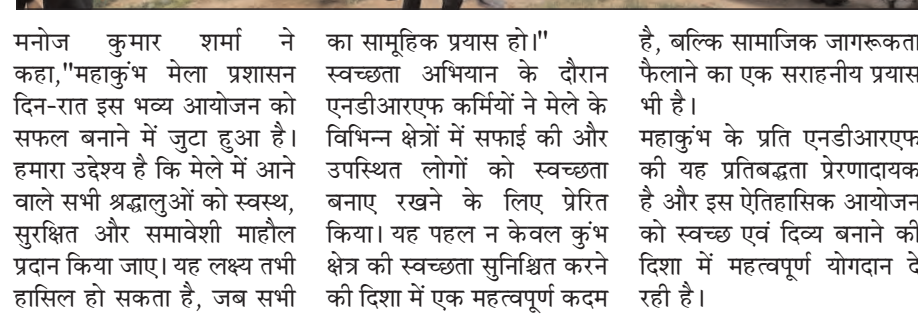 मनोज कुमार शर्मा ने
कहा,"महाकुंभ मेला प्रशासन
दिन-रात इस भव्य आयोजन को
सफल बनाने में जुटा हुआ है।
हमारा उद्देश्य है कि मेले में आने
वाले सभी श्रद्धालुओं को स्वस्थ,
सुरक्षित और समावेशी माहौल
प्रदान किया जाए। यह लक्ष्य तभी
हासिल हो सकता है, जब सभी
का सामूहिक प्रयास हो।"
स्वच्छता अभियान के दौरान
एनडीआरएफ कर्मियों ने मेले के
विभिन्न क्षेत्रों में सफाई की और
उपस्थित लोगों को स्वच्छता
बनाए रखने के लिए प्रेरित
किया। यह पहल न केवल कुंभ
क्षेत्र की स्वच्छता सुनिश्चित करने
की दिशा में एक महत्वपूर्ण कदम
है, बल्कि सामाजिक जागरूकता
फैलाने का एक सराहनीय प्रयास
भी है।
महाकुंभ के प्रति एनडीआरएफ
की यह प्रतिबद्धता प्रेरणादायक
है और इस ऐतिहासिक आयोजन
को स्वच्छ एवं दिव्य बनाने की
दिशा में महत्वपूर्ण योगदान दे
रही है।